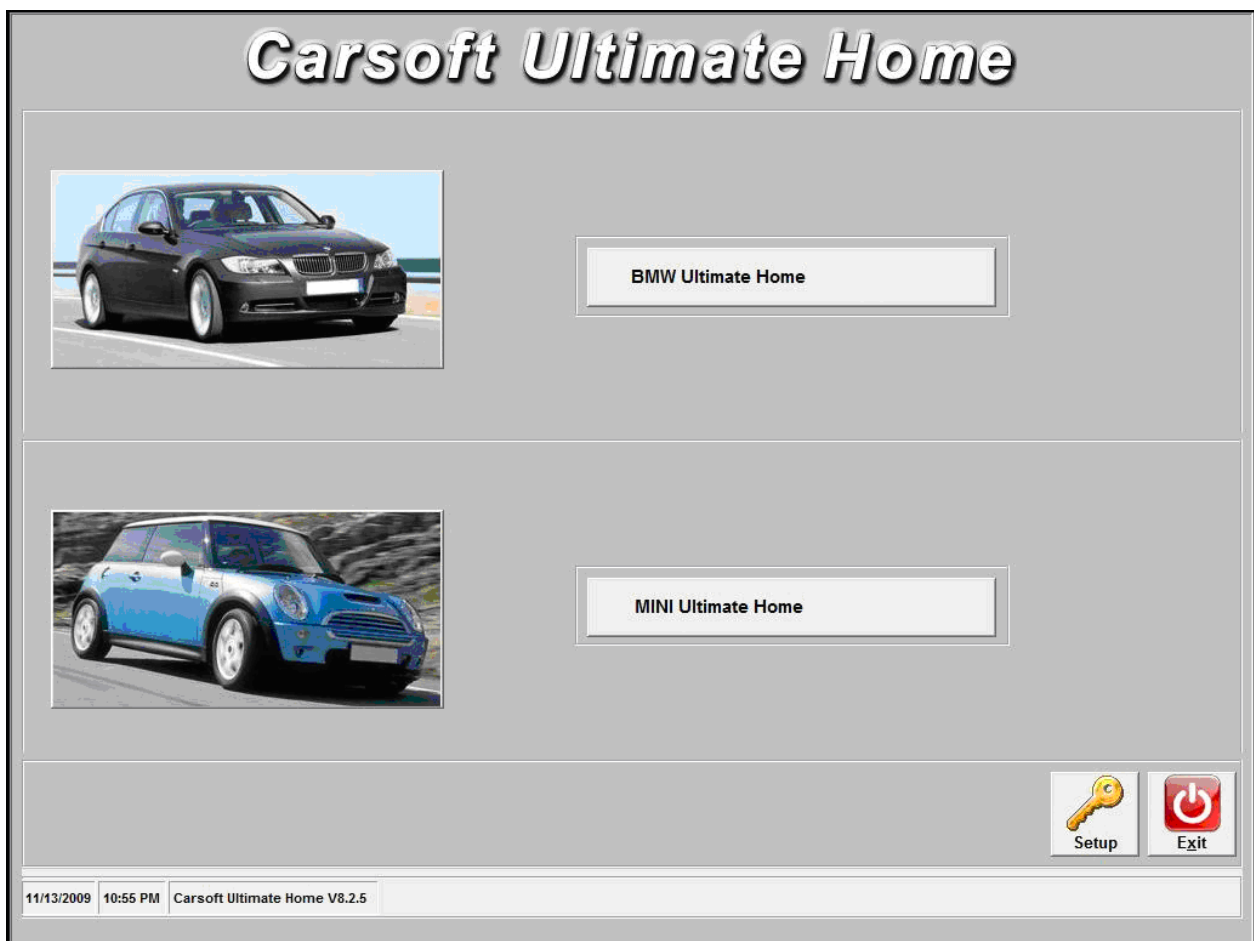 Carsoft Ultimate Home
BMW Ultimate Home
MINI Ultimate Home
Setup
Exit
11/13/2009 10:55 PM Carsoft Ultimate Home V8.2.5